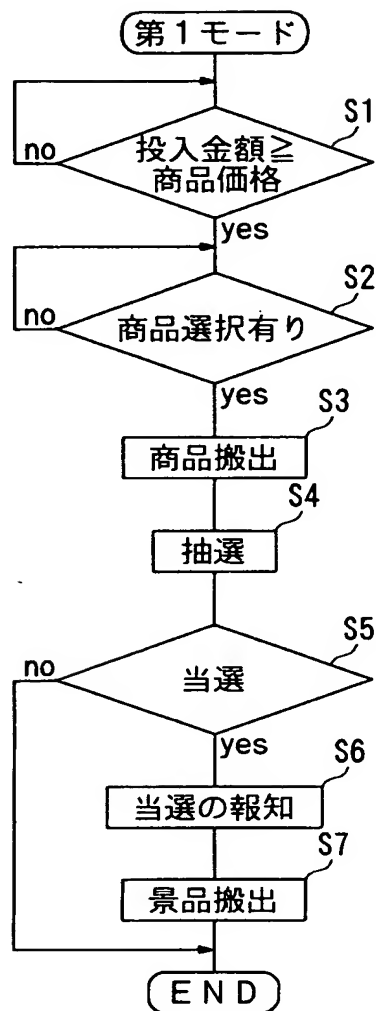 第1モード
S1
投入金額≧
商品価格
no
yes
S2
商品選択有り
no
yes
S3
商品搬出
S4
抽選
S5
当選
no
yes
S6
当選の報知
S7
景品搬出
END